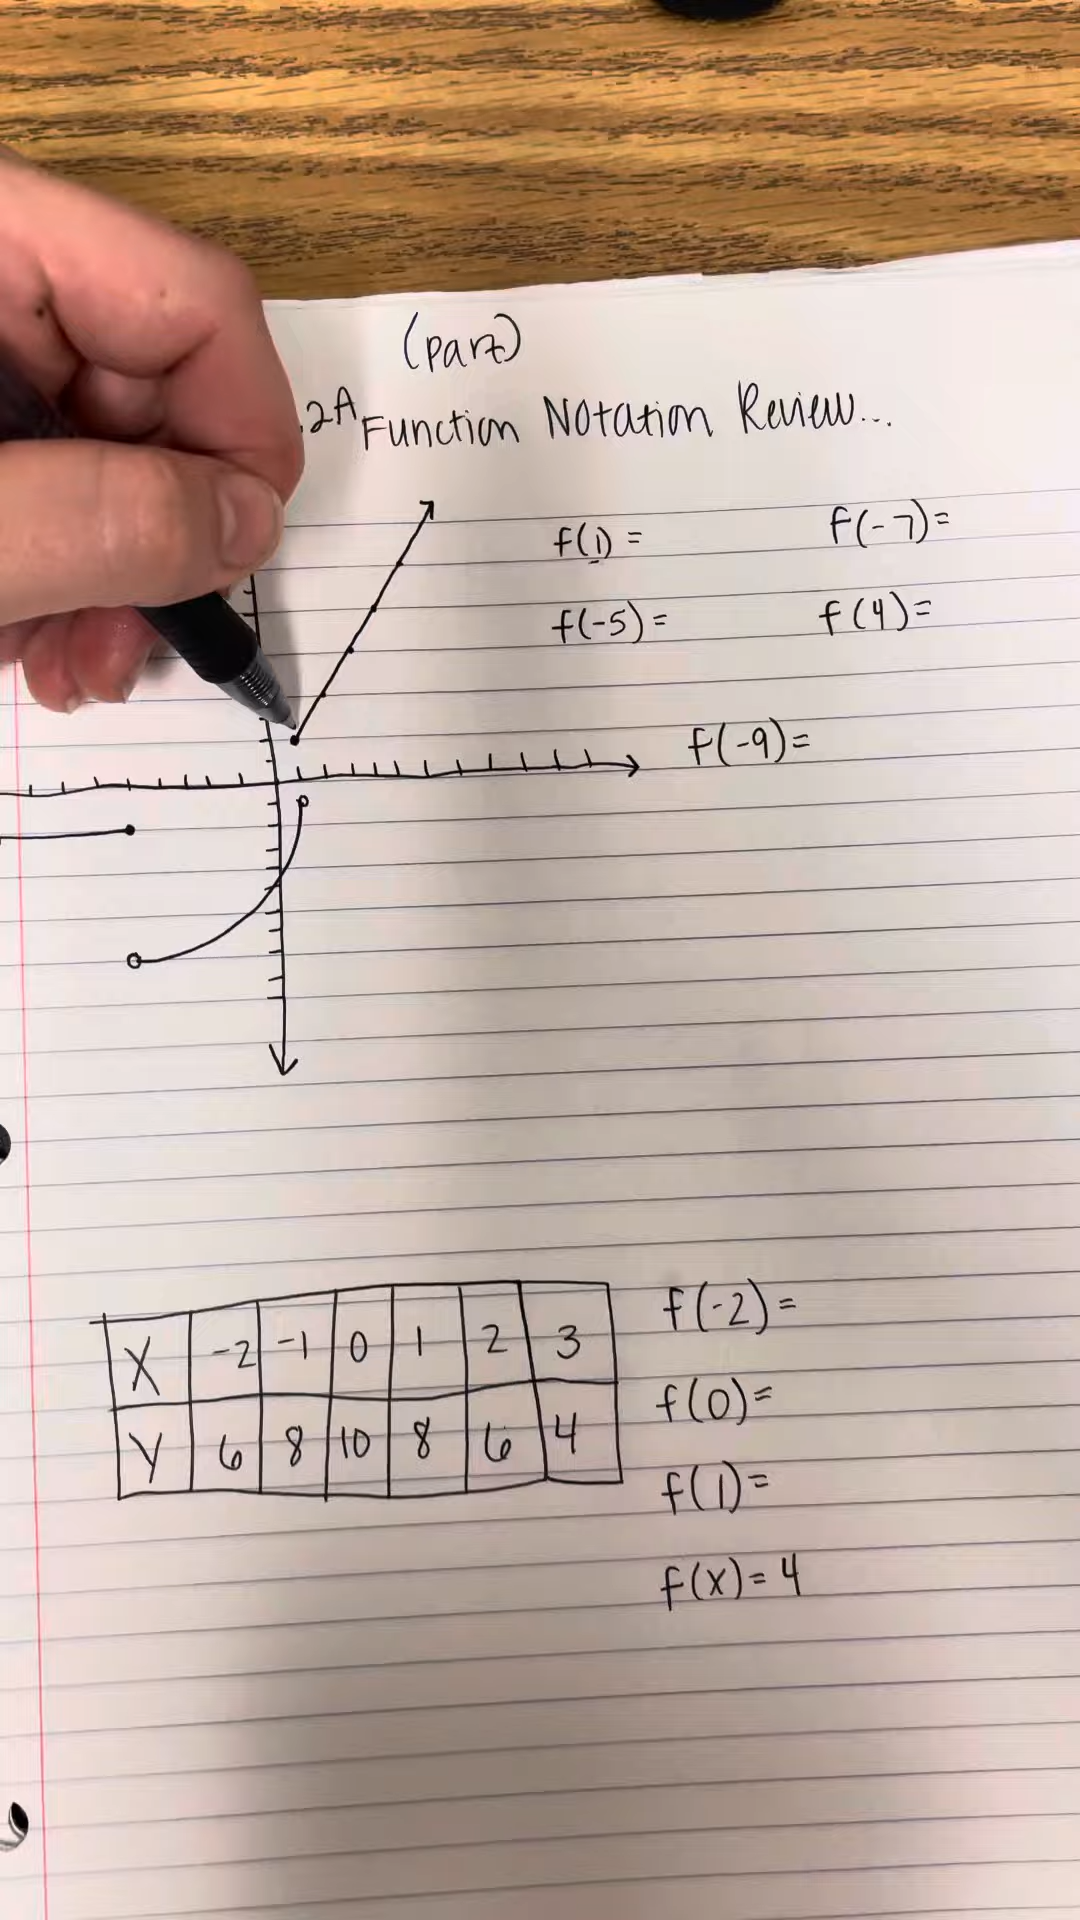 (part)
.2A Function Notation Review...
f(1) = f(-7)=
f(-5)= f(4)=
f(-9)=
X -2 -1 0 1 2 3
Y 6 8 10 8 6 4
f(-2)=
f(0)=
f(1)=
f(x)=4